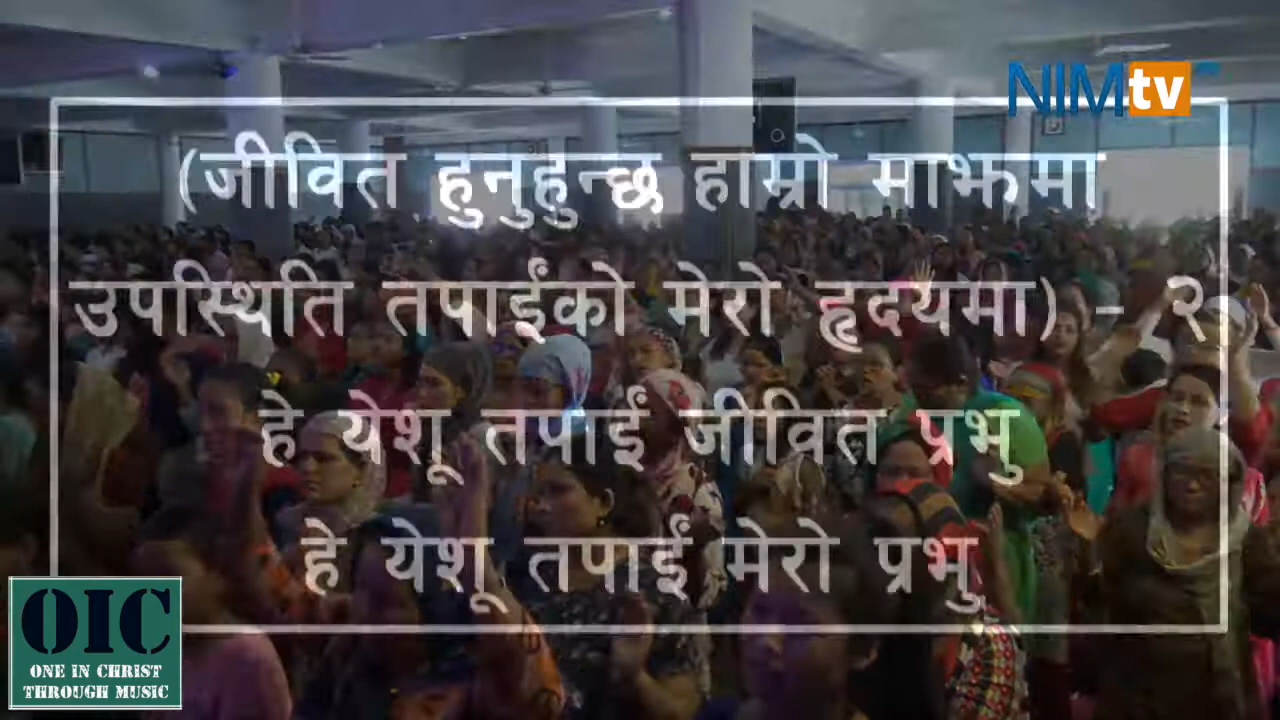 NIMtv
(जीवित हुनुहुन्छ हाम्रो माझमा
उपस्थिति तपाईंको मेरो हृदयमा) - २
हे येशू तपाईं जीवित प्रभु
हे येशू तपाईं मेरो प्रभु
OIC
ONE IN CHRIST
THROUGH MUSIC